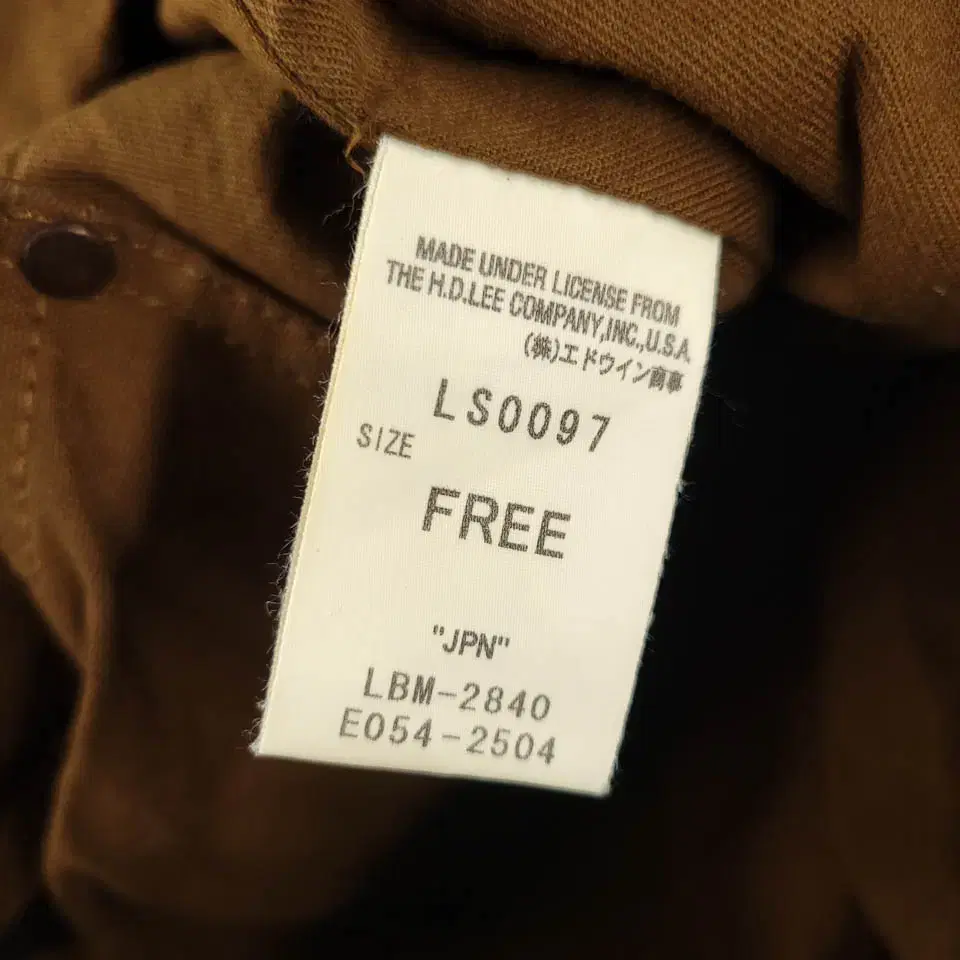 MADE UNDER LICENSE FROM
THE H.D.LEE COMPANY,INC.,U.S.A.
(株)エドウイン商事
LS0097
SIZE
FREE
"JPN"
LBM-2840
E054-2504